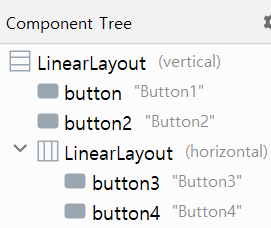 Component Tree
LinearLayout (vertical)
button "Button1"
button2 "Button2"
LinearLayout (horizontal)
button3 "Button3"
button4 "Button4"